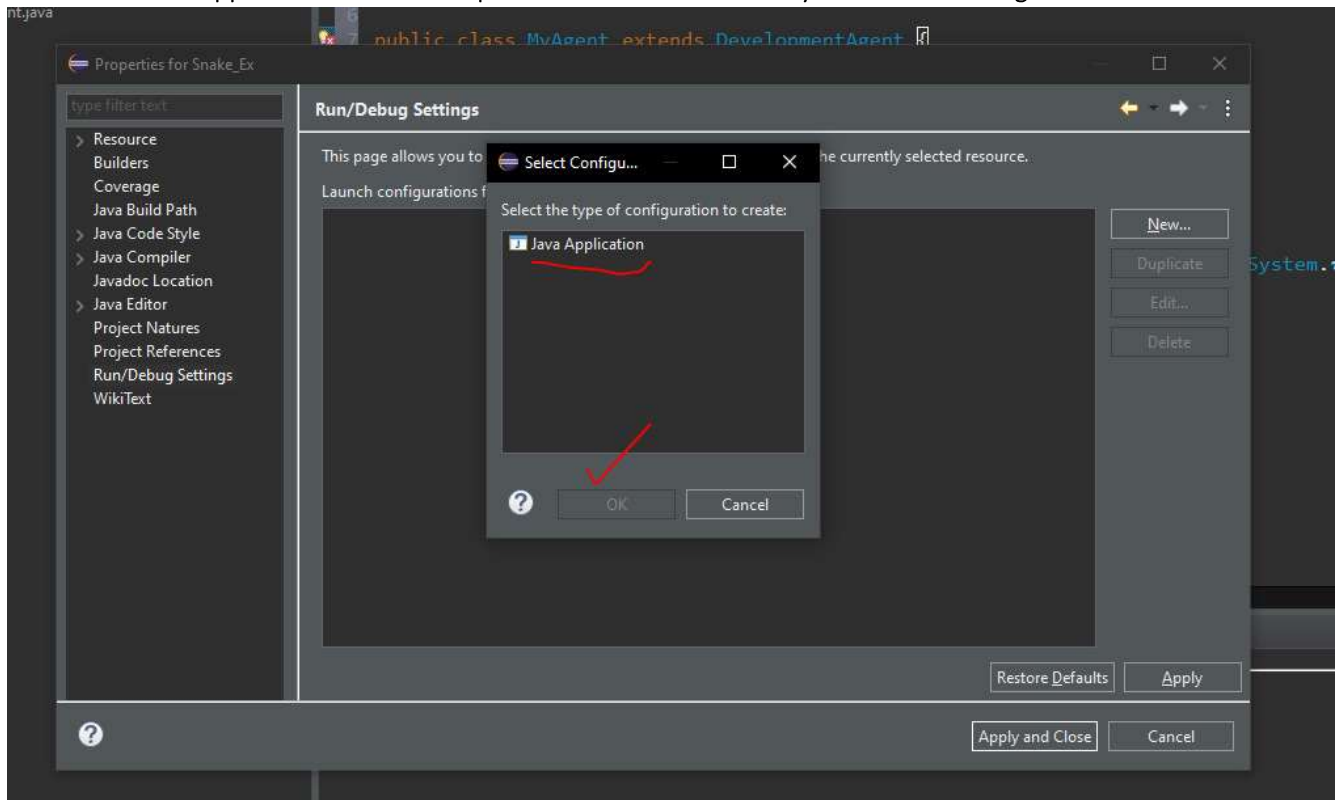 nt.java
6
7 public class MyAgent extends DevelopmentAgent {
Properties for Snake_Ex
type filter text
Resource
Builders
Coverage
Java Build Path
Java Code Style
Java Compiler
Javadoc Location
Java Editor
Project Natures
Project References
Run/Debug Settings
WikiText
Run/Debug Settings
This page allows you to
he currently selected resource.
Launch configurations f
Select Configu...
Select the type of configuration to create:
Java Application
OK
Cancel
New...
Duplicate
Edit...
Delete
System.
Restore Defaults
Apply
Apply and Close
Cancel